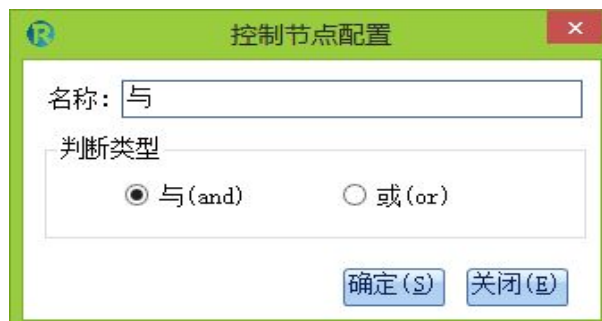 控制节点配置
名称: 与
判断类型
与(and) 或(or)
确定(S) 关闭(E)